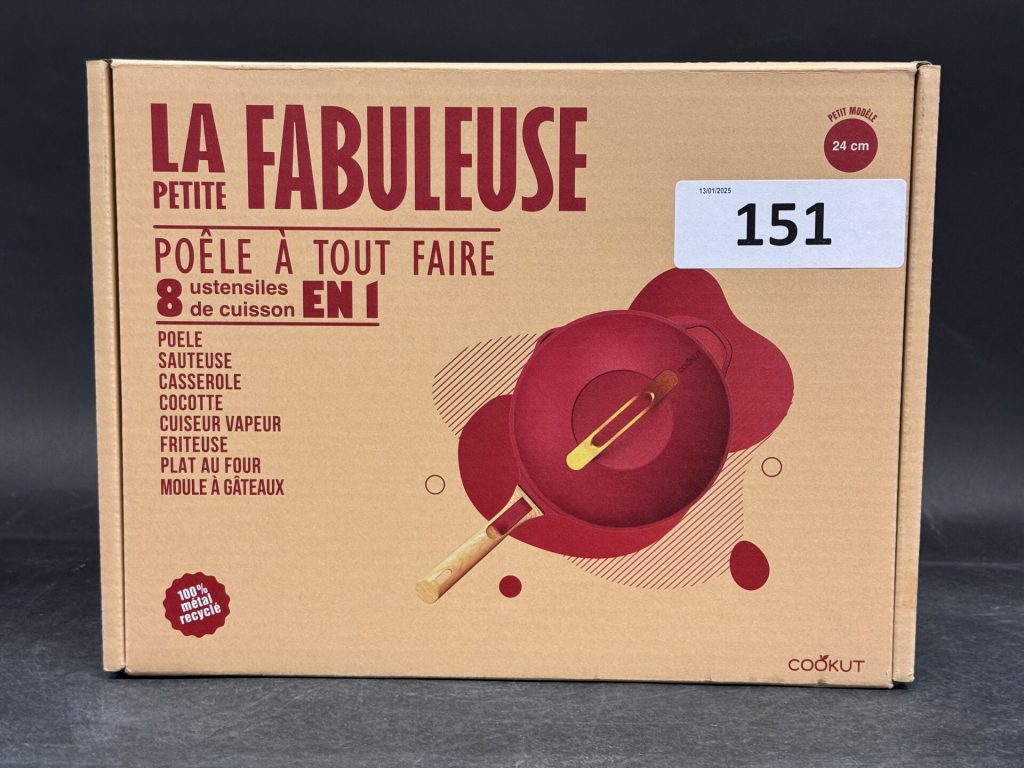 LA PETITE FABULEUSE
POÊLE À TOUT FAIRE
8 ustensiles de cuisson EN 1
POELE
SAUTEUSE
CASSEROLE
COCOTTE
CUISEUR VAPEUR
FRITEUSE
PLAT AU FOUR
MOULE À GÂTEAUX
100%
métal
recyclé
PETIT MODÈLE
24 cm
13/01/2025
151
cookut
COOKUT